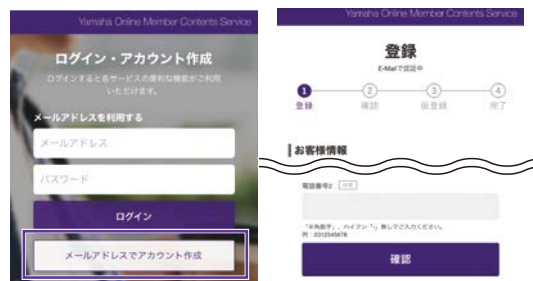 Yamaha Online Member Contents Service
ログイン・アカウント作成
ログインすると各サービスの便利な機能がご利用
いただけます。
メールアドレスを利用する
メールアドレス
パスワード
ログイン
メールアドレスでアカウント作成
Yamaha Online Member Contents Service
登録
E-Mailで認証中
1 2 3 4
登録 確認 仮登録 完了
お客様情報
電話番号2 任意
「半角数字」、ハイフン「-」無しでご入力ください。
例：0312345678
確認